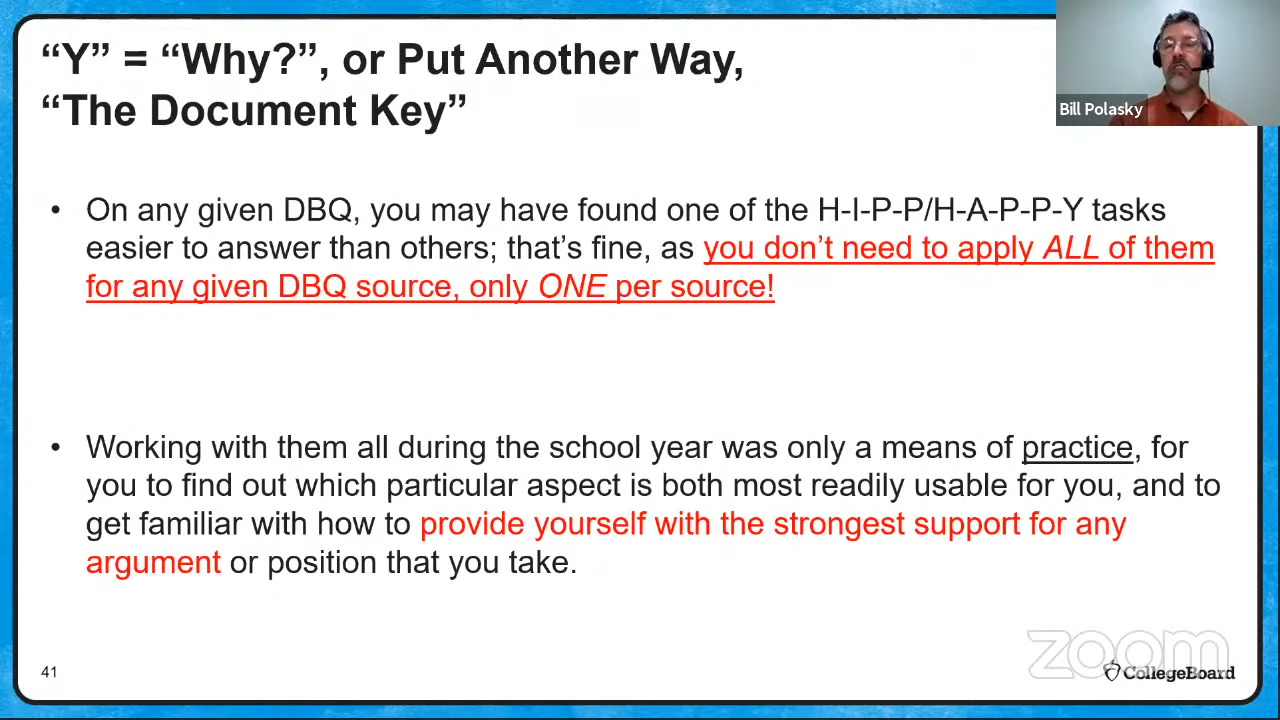 “Y” = “Why?”, or Put Another Way,
“The Document Key”
Bill Polasky
• On any given DBQ, you may have found one of the H-I-P-P/H-A-P-P-Y tasks
easier to answer than others; that’s fine, as you don’t need to apply ALL of them
for any given DBQ source, only ONE per source!
• Working with them all during the school year was only a means of practice, for
you to find out which particular aspect is both most readily usable for you, and to
get familiar with how to provide yourself with the strongest support for any
argument or position that you take.
zoom
41
CollegeBoard